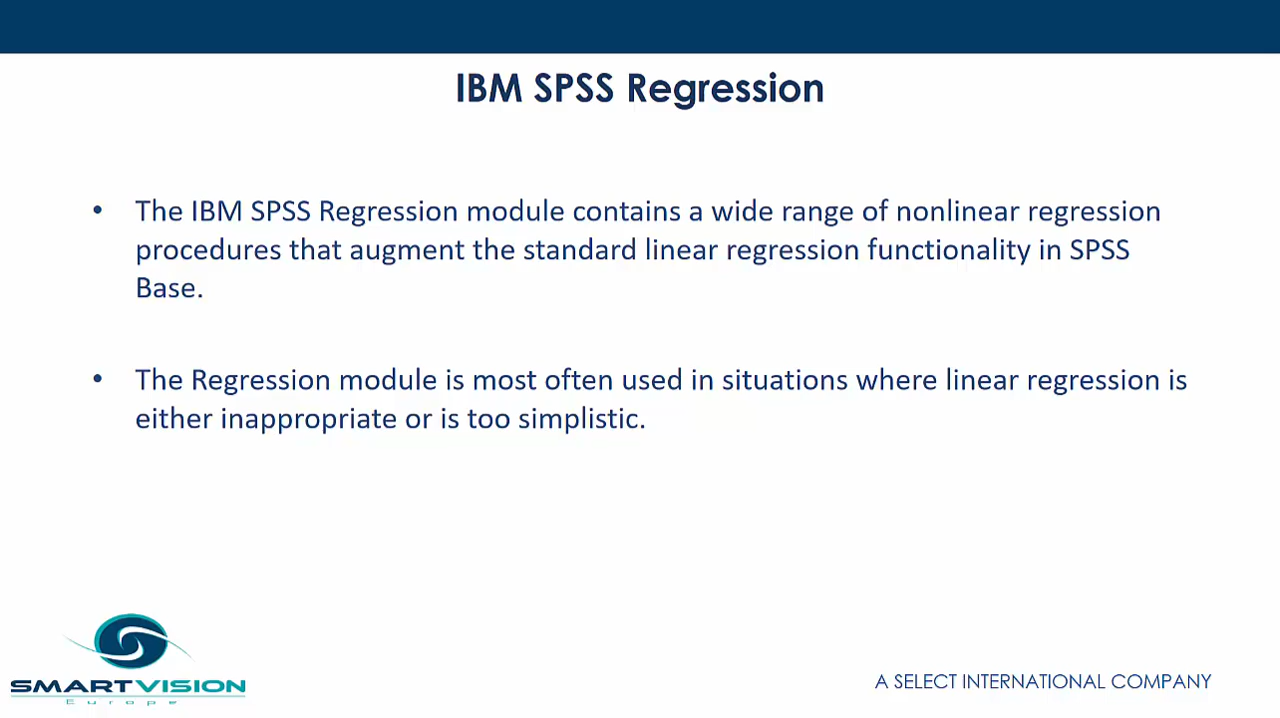 IBM SPSS Regression
• The IBM SPSS Regression module contains a wide range of nonlinear regression
procedures that augment the standard linear regression functionality in SPSS
Base.
• The Regression module is most often used in situations where linear regression is
either inappropriate or is too simplistic.
SMARTVISION
Europe
A SELECT INTERNATIONAL COMPANY